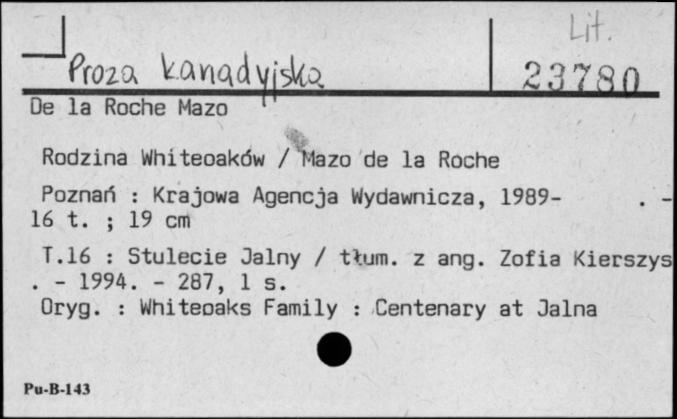 Lit.
Proza kanadyjska
23780
De la Roche Mazo
Rodzina Whiteoaków / Mazo de la Roche
Poznań : Krajowa Agencja Wydawnicza, 1989- . -
16 t. ; 19 cm
T.16 : Stulecie Jalny / tłum. z ang. Zofia Kierszys
. - 1994. - 287, 1 s.
Oryg. : Whiteoaks Family : Centenary at Jalna
Pu-B-143